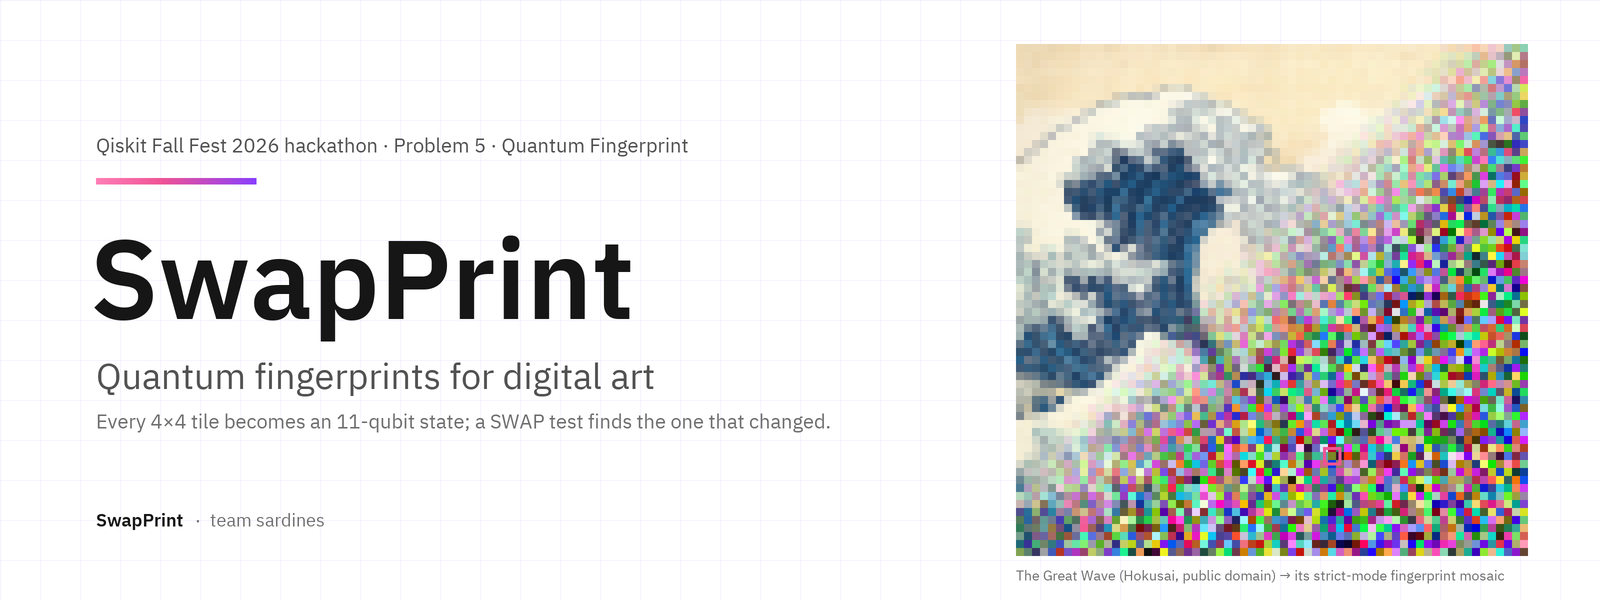 Qiskit Fall Fest 2026 hackathon · Problem 5 · Quantum Fingerprint
SwapPrint
Quantum fingerprints for digital art
Every 4×4 tile becomes an 11-qubit state; a SWAP test finds the one that changed.
SwapPrint · team sardines
The Great Wave (Hokusai, public domain) → its strict-mode fingerprint mosaic